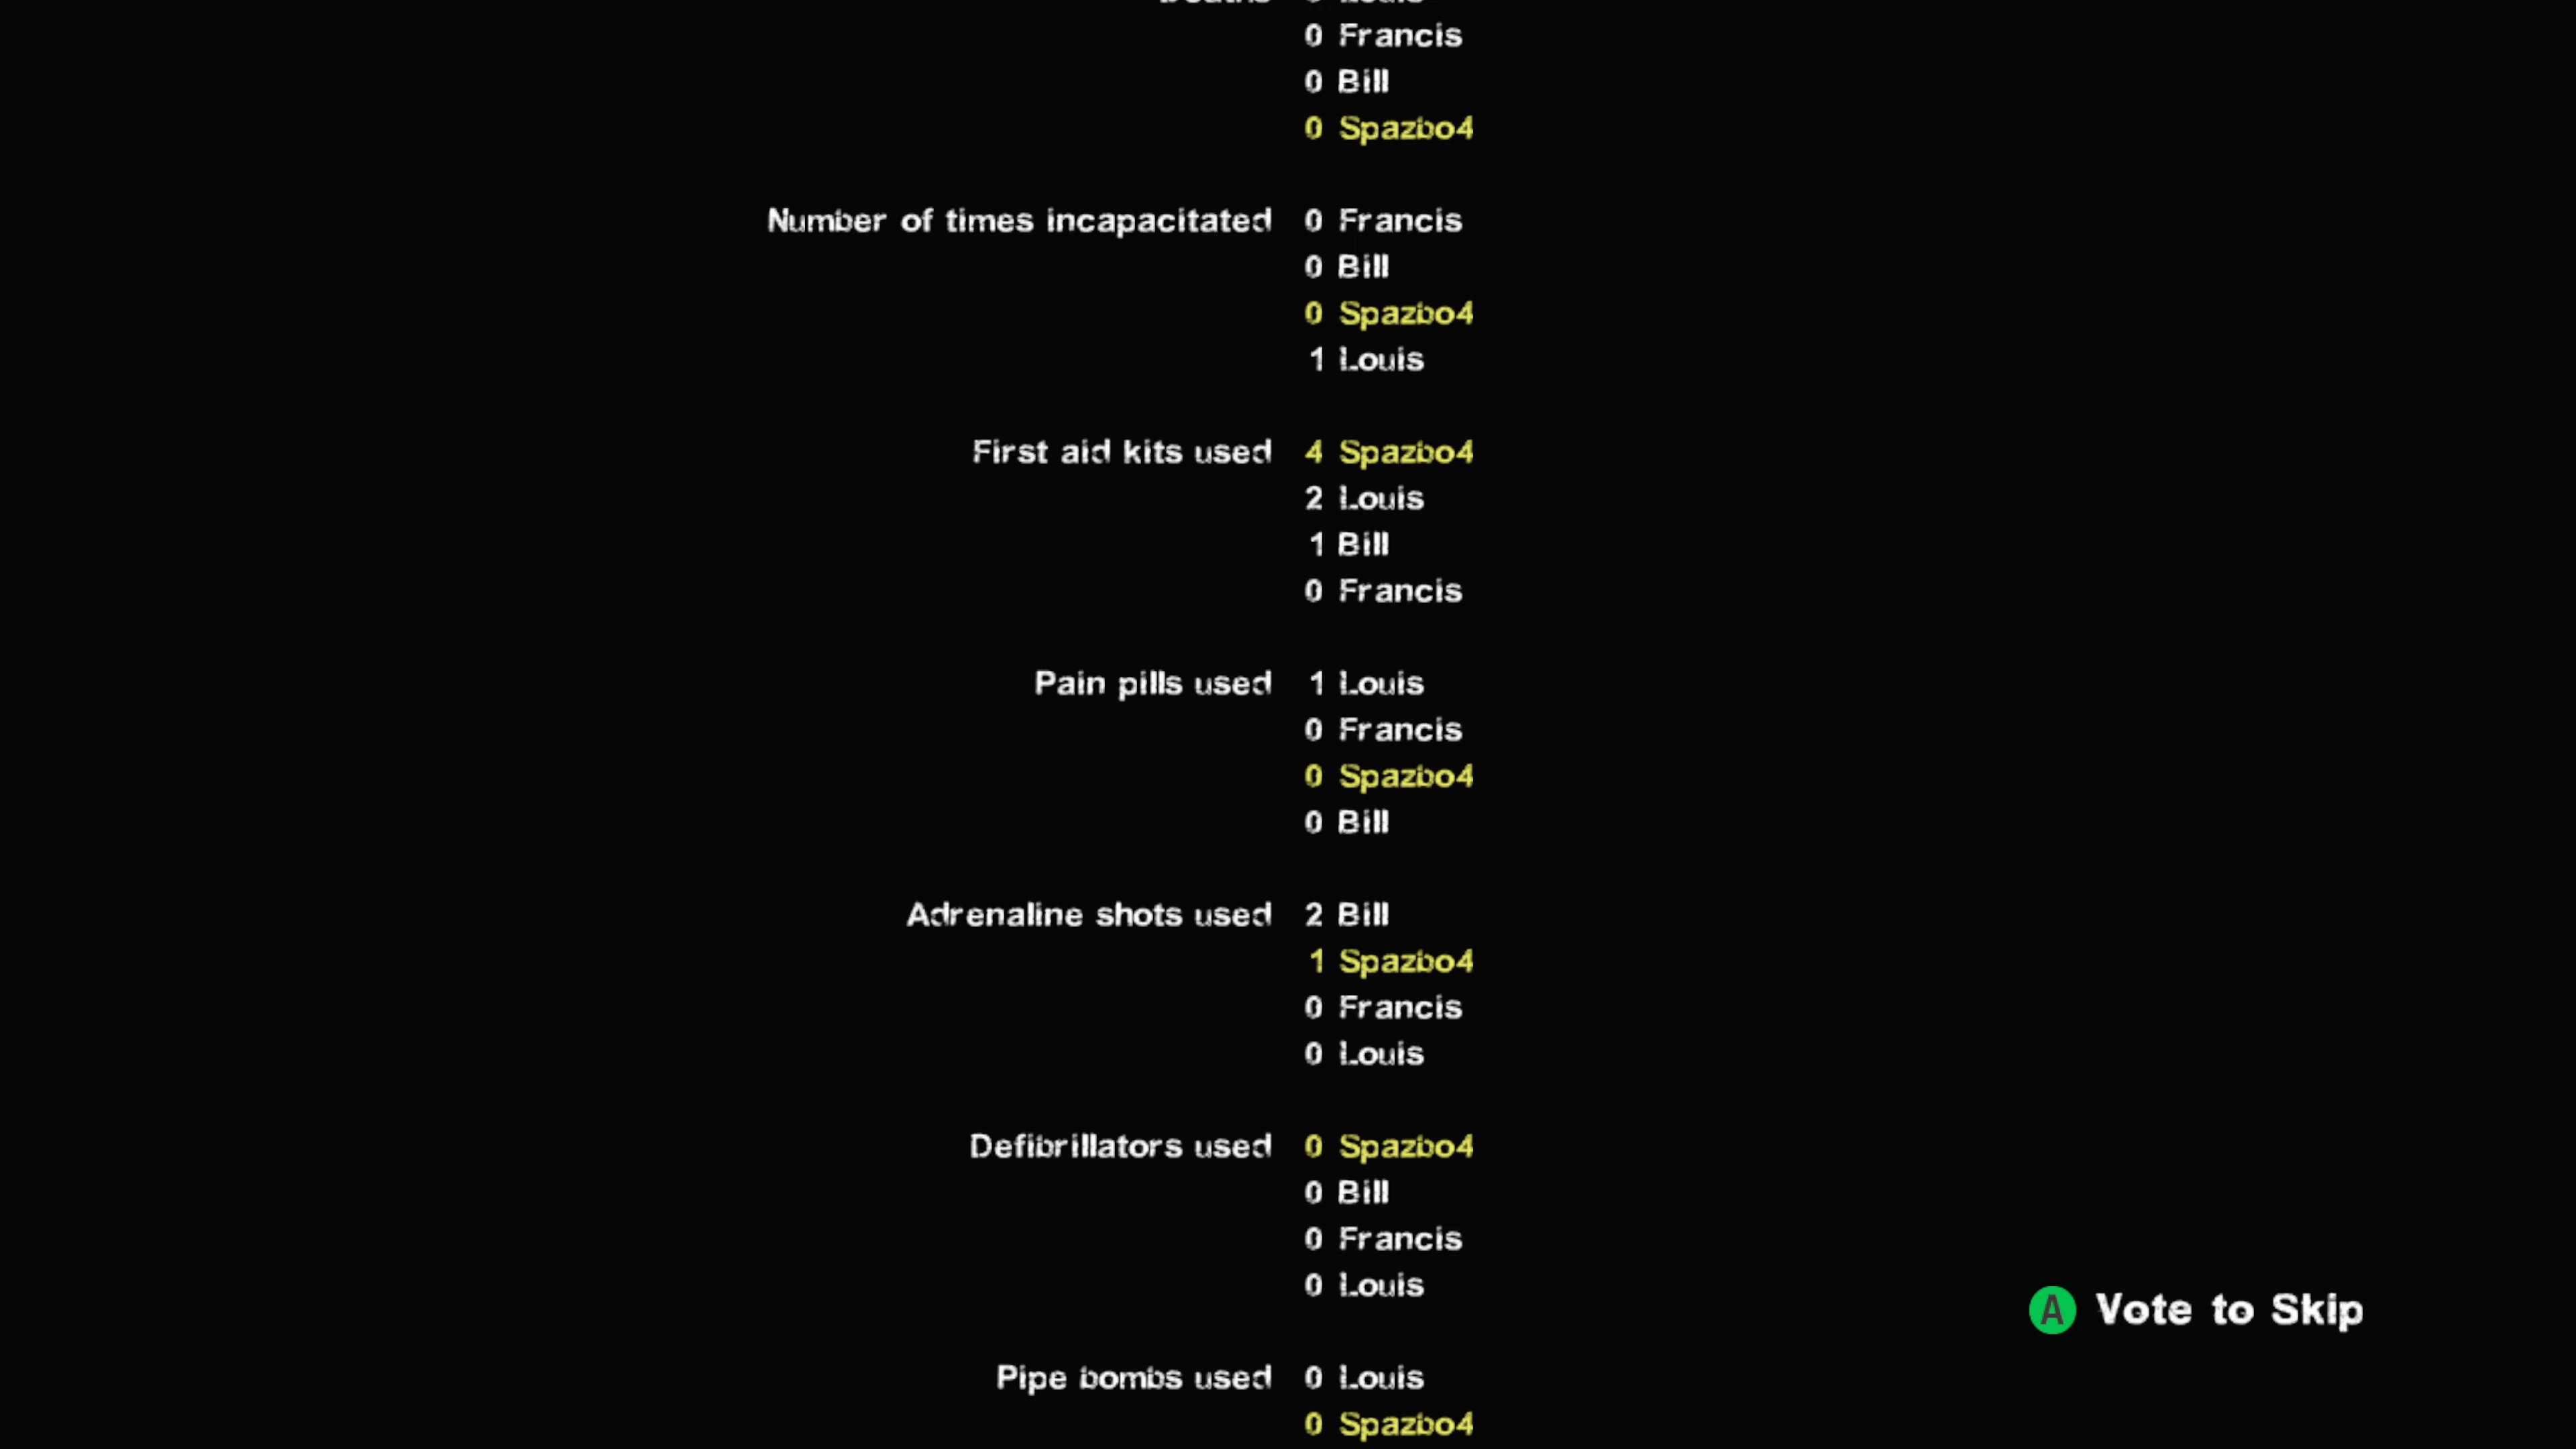 Deaths 0 Louis
0 Francis
0 Bill
0 Spazbo4
Number of times incapacitated 0 Francis
0 Bill
0 Spazbo4
1 Louis
First aid kits used 4 Spazbo4
2 Louis
1 Bill
0 Francis
Pain pills used 1 Louis
0 Francis
0 Spazbo4
0 Bill
Adrenaline shots used 2 Bill
1 Spazbo4
0 Francis
0 Louis
Defibrillators used 0 Spazbo4
0 Bill
0 Francis
0 Louis
A Vote to Skip
Pipe bombs used 0 Louis
0 Spazbo4